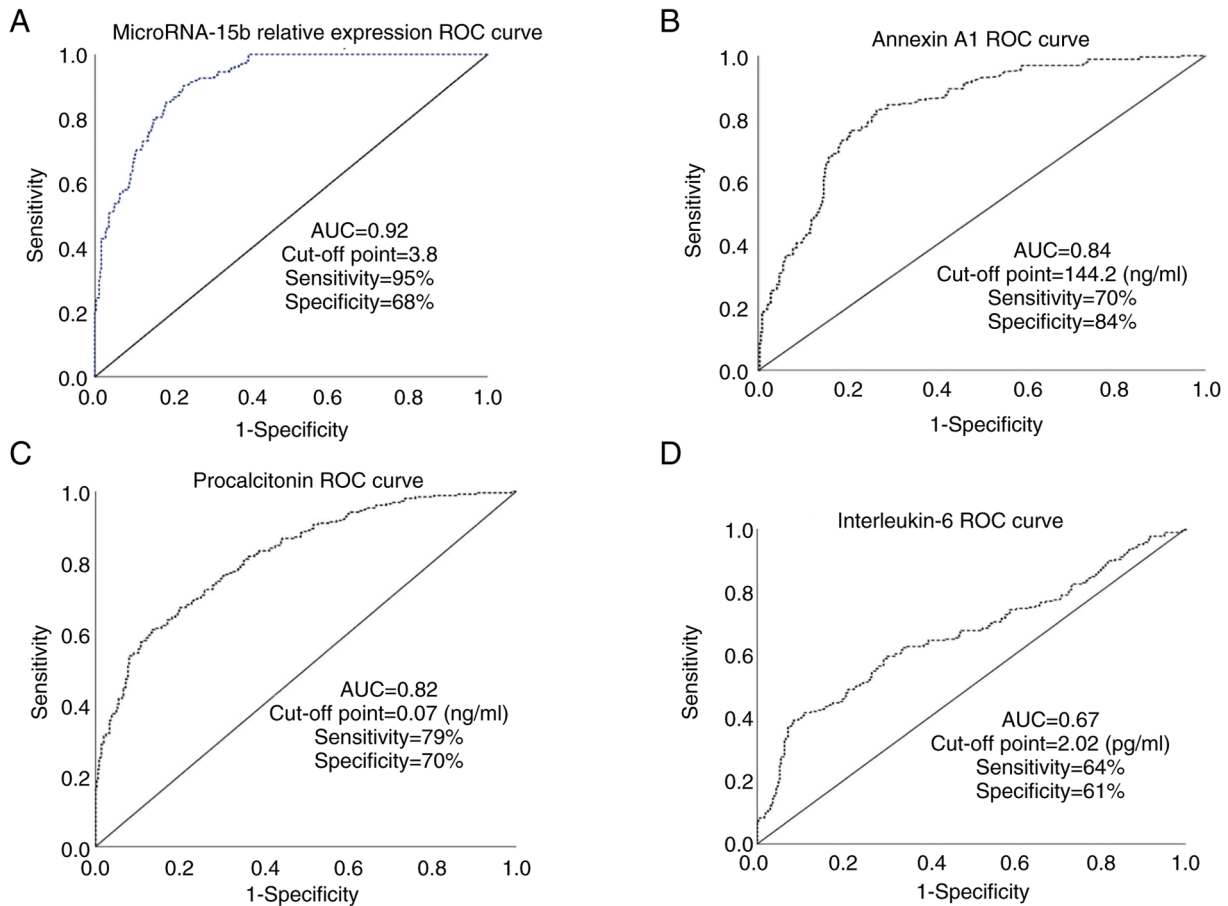 A
MicroRNA-15b relative expression ROC curve
1.0
0.8
0.6
0.4
0.2
0.0
Sensitivity
AUC=0.92
Cut-off point=3.8
Sensitivity=95%
Specificity=68%
0.0 0.2 0.4 0.6 0.8 1.0
1-Specificity
B
Annexin A1 ROC curve
1.0
0.8
0.6
0.4
0.2
0.0
Sensitivity
AUC=0.84
Cut-off point=144.2 (ng/ml)
Sensitivity=70%
Specificity=84%
0.0 0.2 0.4 0.6 0.8 1.0
1-Specificity
C
Procalcitonin ROC curve
1.0
0.8
0.6
0.4
0.2
0.0
Sensitivity
AUC=0.82
Cut-off point=0.07 (ng/ml)
Sensitivity=79%
Specificity=70%
0.0 0.2 0.4 0.6 0.8 1.0
1-Specificity
D
Interleukin-6 ROC curve
1.0
0.8
0.6
0.4
0.2
0.0
Sensitivity
AUC=0.67
Cut-off point=2.02 (pg/ml)
Sensitivity=64%
Specificity=61%
0.0 0.2 0.4 0.6 0.8 1.0
1-Specificity